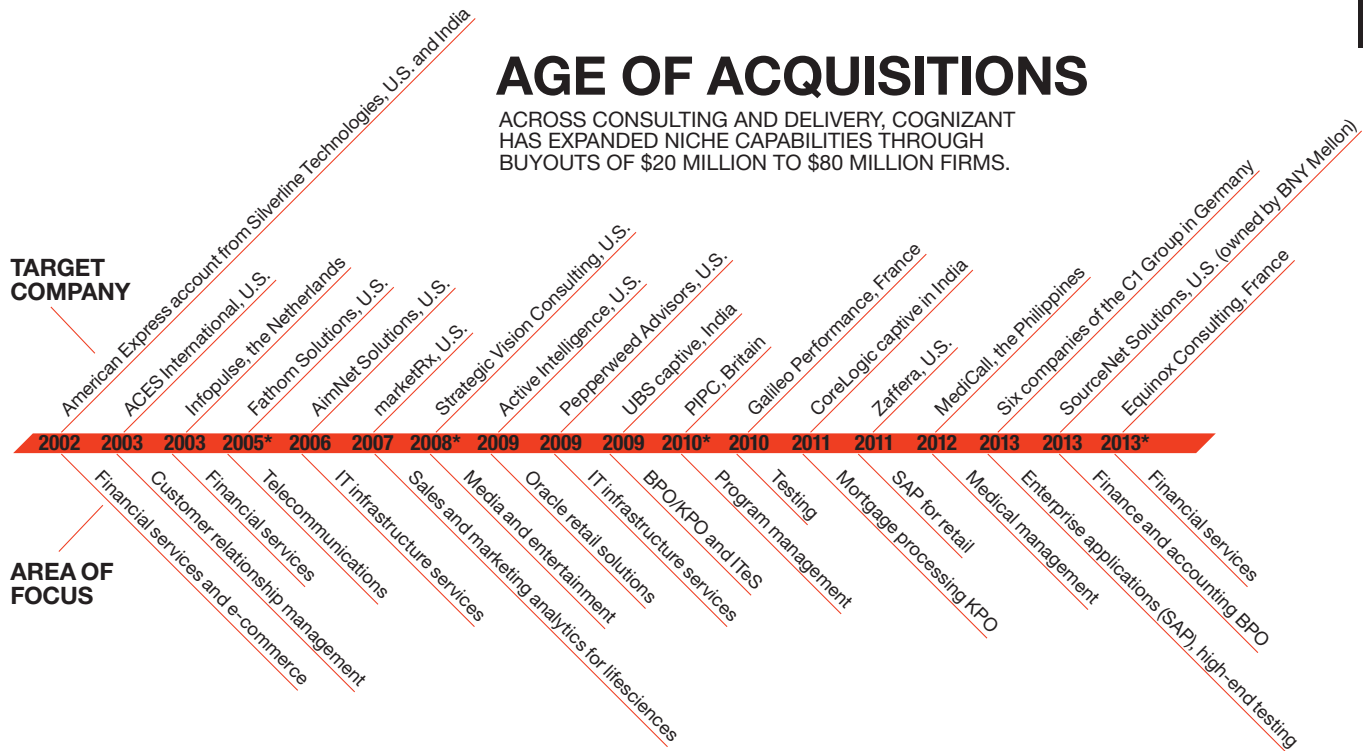 AGE OF ACQUISITIONS
ACROSS CONSULTING AND DELIVERY, COGNIZANT
HAS EXPANDED NICHE CAPABILITIES THROUGH
BUYOUTS OF $20 MILLION TO $80 MILLION FIRMS.
TARGET
COMPANY
American Express account from Silverline Technologies, U.S. and India
ACES International, U.S.
Infopulse, the Netherlands
Fathom Solutions, U.S.
AimNet Solutions, U.S.
marketRx, U.S.
Strategic Vision Consulting, U.S.
Active Intelligence, U.S.
Pepperweed Advisors, U.S.
UBS captive, India
PIPC, Britain
Galileo Performance, France
CoreLogic captive in India
Zaffera, U.S.
MediCall, the Philippines
Six companies of the C1 Group in Germany
SourceNet Solutions, U.S. (owned by BNY Mellon)
Equinox Consulting, France
2002 2003 2003 2005* 2006 2007 2008* 2009 2009 2009 2010* 2010 2011 2011 2012 2013 2013 2013*
AREA OF
FOCUS
Financial services and e-commerce
Customer relationship management
Financial services
Telecommunications
IT infrastructure services
Sales and marketing analytics for lifesciences
Media and entertainment
Oracle retail solutions
IT infrastructure services
BPO/KPO and ITeS
Program management
Testing
Mortgage processing KPO
SAP for retail
Medical management
Enterprise applications (SAP), high-end testing
Finance and accounting BPO
Financial services